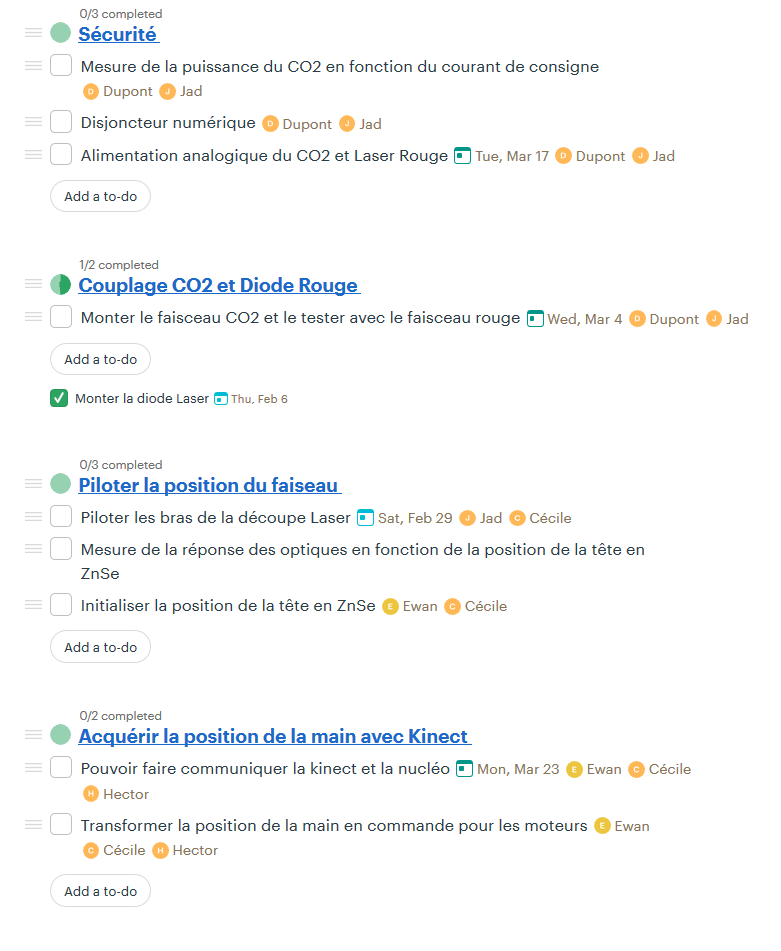 0/3 completed
Sécurité
Mesure de la puissance du CO2 en fonction du courant de consigne
D Dupont J Jad
Disjoncteur numérique D Dupont J Jad
Alimentation analogique du CO2 et Laser Rouge Tue, Mar 17 D Dupont J Jad
Add a to-do
1/2 completed
Couplage CO2 et Diode Rouge
Monter le faisceau CO2 et le tester avec le faisceau rouge Wed, Mar 4 D Dupont J Jad
Add a to-do
Monter la diode Laser Thu, Feb 6
0/3 completed
Piloter la position du faiseau
Piloter les bras de la découpe Laser Sat, Feb 29 J Jad C Cécile
Mesure de la réponse des optiques en fonction de la position de la tête en
ZnSe
Initialiser la position de la tête en ZnSe E Ewan C Cécile
Add a to-do
0/2 completed
Acquérir la position de la main avec Kinect
Pouvoir faire communiquer la kinect et la nucléo Mon, Mar 23 E Ewan C Cécile
H Hector
Transformer la position de la main en commande pour les moteurs E Ewan
C Cécile H Hector
Add a to-do